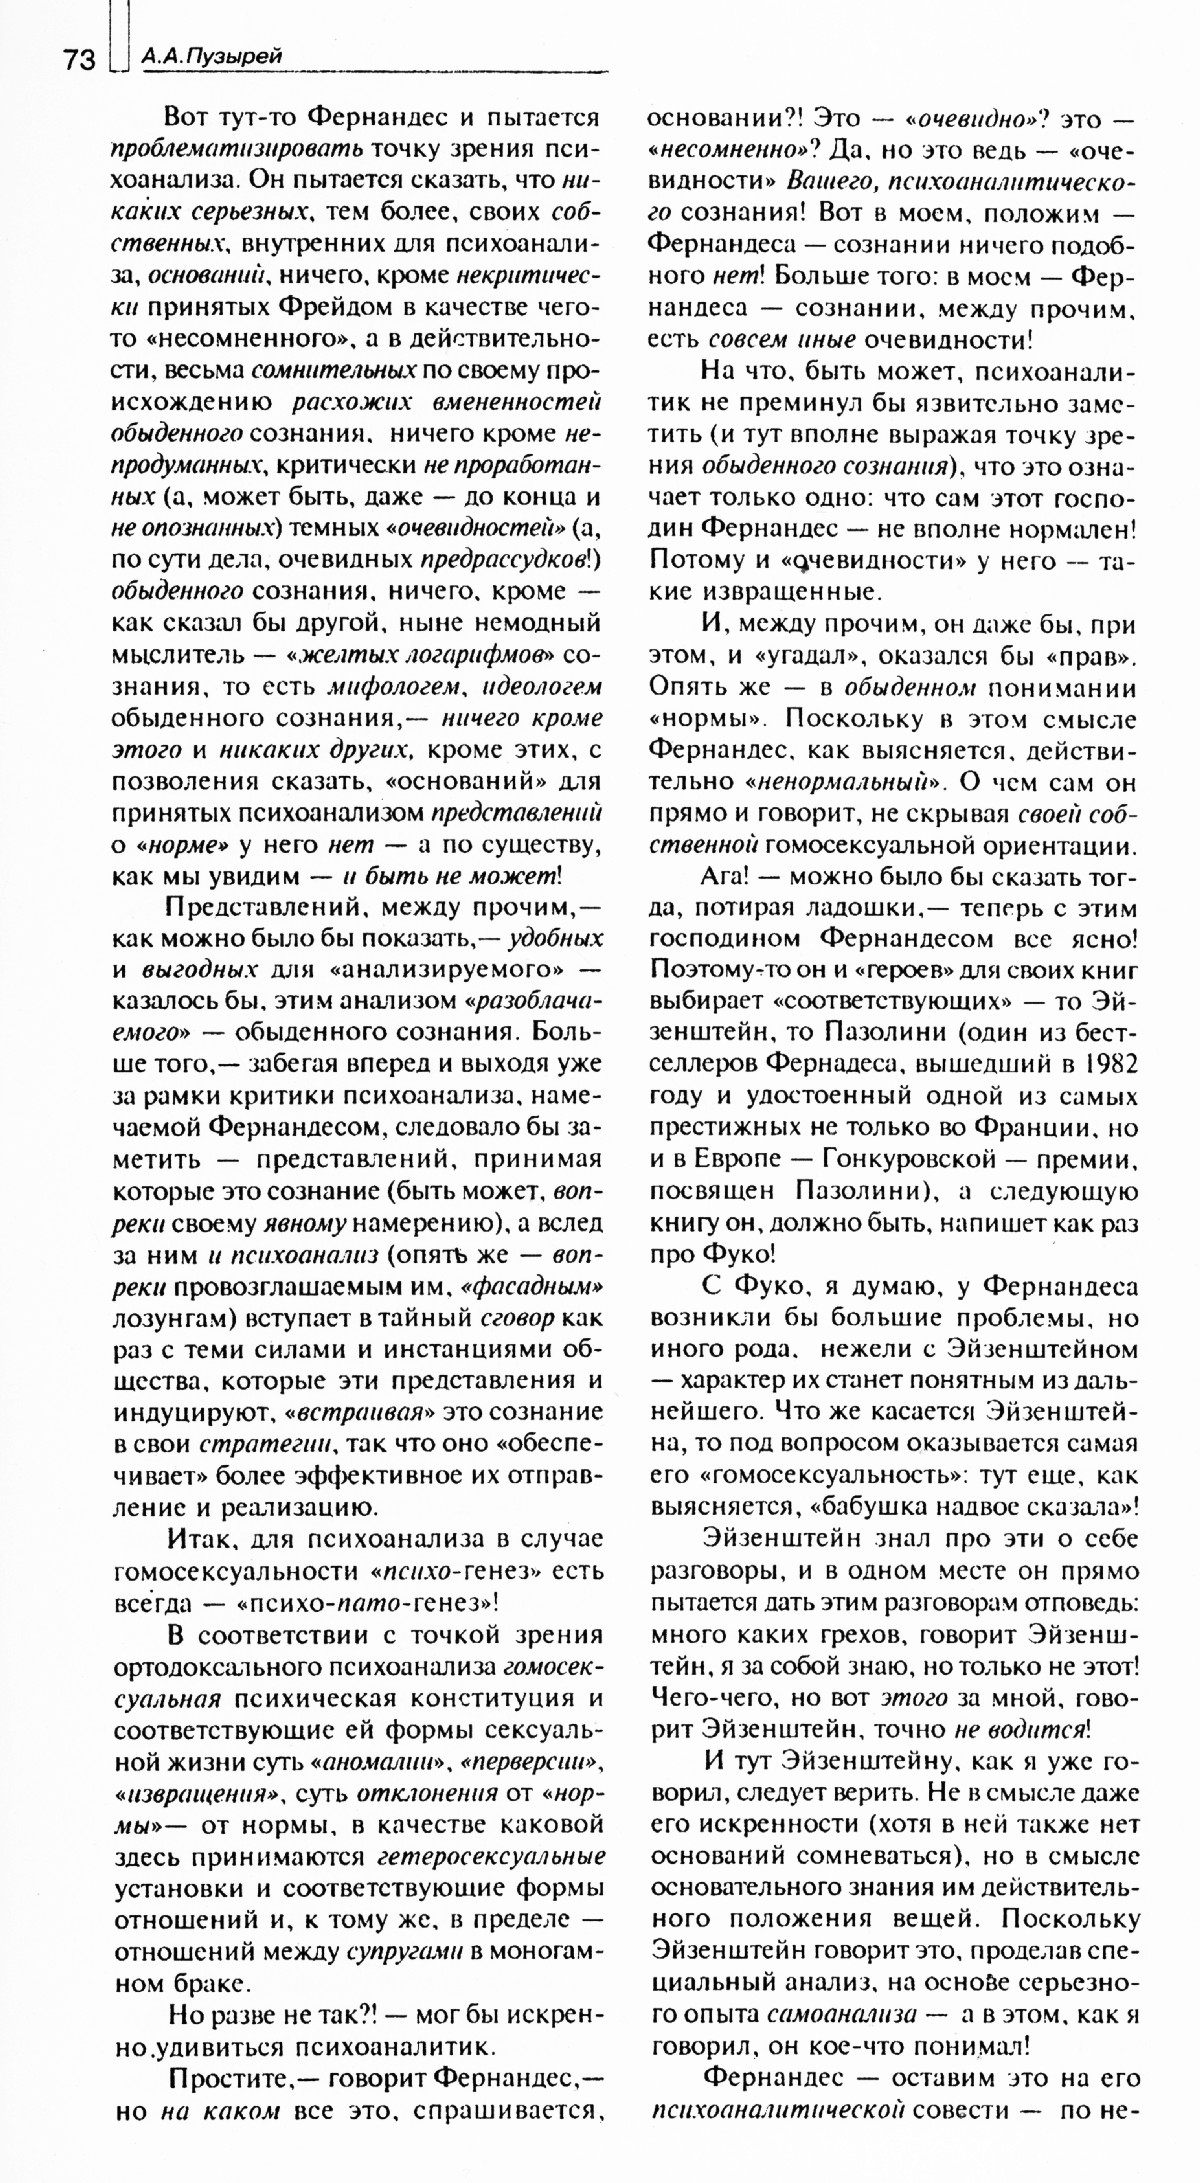 73
А.А.Пузырей
Вот тут-то Фернандес и пытается
проблематизировать точку зрения пси-
хоанализа. Он пытается сказать, что ни-
каких серьезных, тем более, своих соб-
ственных, внутренних для психоанали-
за, оснований, ничего, кроме некритичес-
ки принятых Фрейдом в качестве чего-
то «несомненного», а в действительно-
сти, весьма сомнительных по своему про-
исхождению расхожих вмененностей
обыденного сознания, ничего кроме не-
продуманных, критически не проработан-
ных (а, может быть, даже — до конца и
не опознанных) темных «очевидностей» (а,
по сути дела, очевидных предрассудков!)
обыденного сознания, ничего, кроме —
как сказал бы другой, ныне немодный
мыслитель — «желтых логарифмов» со-
знания, то есть мифологем, идеологем
обыденного сознания,— ничего кроме
этого и никаких других, кроме этих, с
позволения сказать, «оснований» для
принятых психоанализом представлений
о «норме» у него нет — а по существу,
как мы увидим — и быть не может!
Представлений, между прочим,—
как можно было бы показать,— удобных
и выгодных для «анализируемого» —
казалось бы, этим анализом «разоблача-
емого» — обыденного сознания. Боль-
ше того,— забегая вперед и выходя уже
за рамки критики психоанализа, наме-
чаемой Фернандесом, следовало бы за-
метить — представлений, принимая
которые это сознание (быть может, воп-
реки своему явному намерению), а вслед
за ним и психоанализ (опять же — воп-
реки провозглашаемым им, «фасадным»
лозунгам) вступает в тайный сговор как
раз с теми силами и инстанциями об-
щества, которые эти представления и
индуцируют, «встраивая» это сознание
в свои стратегии, так что оно «обеспе-
чивает» более эффективное их отправ-
ление и реализацию.
Итак, для психоанализа в случае
гомосексуальности «психо-генез» есть
всегда — «психо-пато-генез»!
В соответствии с точкой зрения
ортодоксального психоанализа гомосек-
суальная психическая конституция и
соответствующие ей формы сексуаль-
ной жизни суть «аномалии», «перверсии»,
«извращения», суть отклонения от «нор-
мы»— от нормы, в качестве каковой
здесь принимаются гетеросексуальные
установки и соответствующие формы
отношений и, к тому же, в пределе —
отношений между супругами в моногам-
ном браке.
Но разве не так?! — мог бы искрен-
но.удивиться психоаналитик.
Простите,— говорит Фернандес,—
но на каком все это, спрашивается,
основании?! Это — «очевидно»? это —
«несомненно»? Да, но это ведь — «оче-
видности» Вашего, психоаналитическо-
го сознания! Вот в моем, положим —
Фернандеса — сознании ничего подоб-
ного нет! Больше того: в моем — Фер-
нандеса — сознании, между прочим,
есть совсем иные очевидности!
На что, быть может, психоанали-
тик не преминул бы язвительно заме-
тить (и тут вполне выражая точку зре-
ния обыденного сознания), что это озна-
чает только одно: что сам этот госпо-
дин Фернандес — не вполне нормален!
Потому и «очевидности» у него — та-
кие извращенные.
И, между прочим, он даже бы, при
этом, и «угадал», оказался бы «прав».
Опять же — в обыденном понимании
«нормы». Поскольку в этом смысле
Фернандес, как выясняется, действи-
тельно «ненормальный». О чем сам он
прямо и говорит, не скрывая своей соб-
ственной гомосексуальной ориентации.
Ага! — можно было бы сказать тог-
да, потирая ладошки,— теперь с этим
господином Фернандесом все ясно!
Поэтому-то он и «героев» для своих книг
выбирает «соответствующих» — то Эй-
зенштейн, то Пазолини (один из бест-
селлеров Фернадеса, вышедший в 1982
году и удостоенный одной из самых
престижных не только во Франции, но
и в Европе — Гонкуровской — премии,
посвящен Пазолини), а следующую
книгу он, должно быть, напишет как раз
про Фуко!
С Фуко, я думаю, у Фернандеса
возникли бы большие проблемы, но
иного рода, нежели с Эйзенштейном
— характер их станет понятным из даль-
нейшего. Что же касается Эйзенштей-
на, то под вопросом оказывается самая
его «гомосексуальность»: тут еще, как
выясняется, «бабушка надвое сказала»!
Эйзенштейн знал про эти о себе
разговоры, и в одном месте он прямо
пытается дать этим разговорам отповедь:
много каких грехов, говорит Эйзенш-
тейн, я за собой знаю, но только не этот!
Чего-чего, но вот этого за мной, гово-
рит Эйзенштейн, точно не водится!
И тут Эйзенштейну, как я уже го-
ворил, следует верить. Не в смысле даже
его искренности (хотя в ней также нет
оснований сомневаться), но в смысле
основательного знания им действитель-
ного положения вещей. Поскольку
Эйзенштейн говорит это, проделав спе-
циальный анализ, на основе серьезно-
го опыта самоанализа — а в этом, как я
говорил, он кое-что понимал!
Фернандес — оставим это на его
психоаналитической совести — по не-